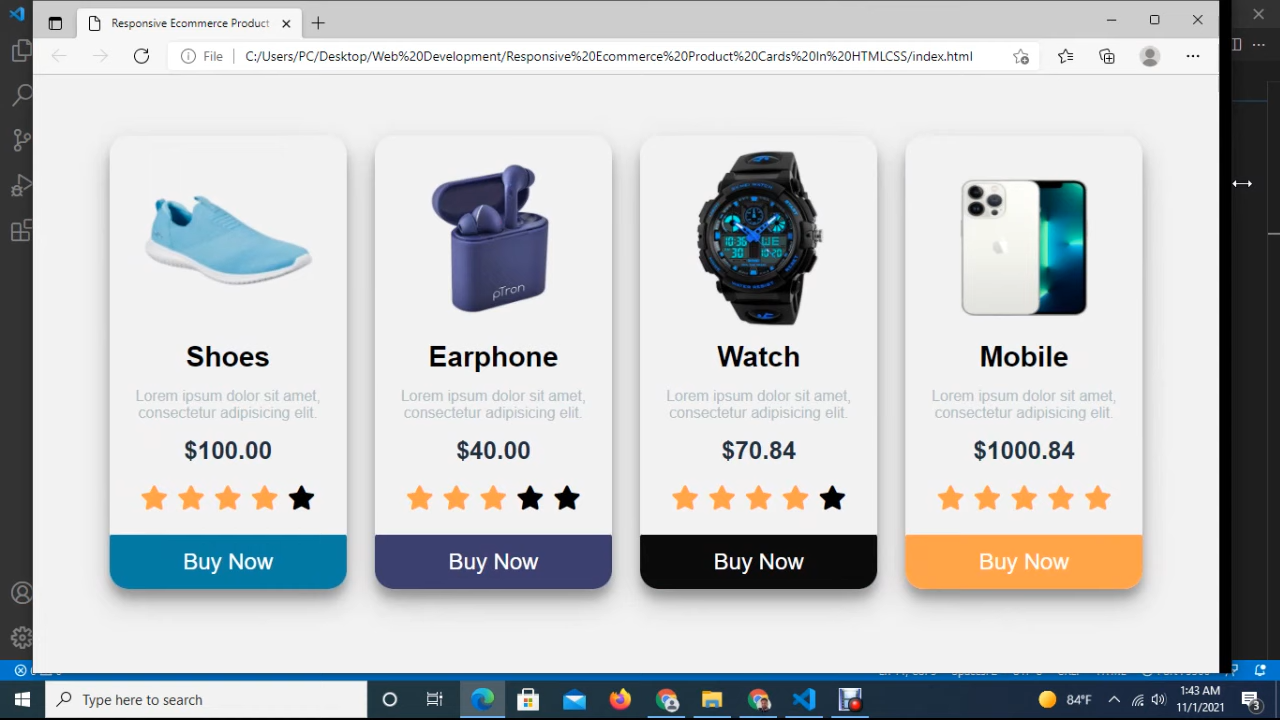 Responsive Ecommerce Product
File
C:/Users/PC/Desktop/Web%20Development/Responsive%20Ecommerce%20Product%20Cards%20In%20HTMLCSS/index.html
pTron
Shoes
Lorem ipsum dolor sit amet,
consectetur adipisicing elit.
$100.00
Buy Now
Earphone
Lorem ipsum dolor sit amet,
consectetur adipisicing elit.
$40.00
Buy Now
Watch
Lorem ipsum dolor sit amet,
consectetur adipisicing elit.
$70.84
Buy Now
Mobile
Lorem ipsum dolor sit amet,
consectetur adipisicing elit.
$1000.84
Buy Now
Type here to search
84°F
1:43 AM
11/1/2021
3